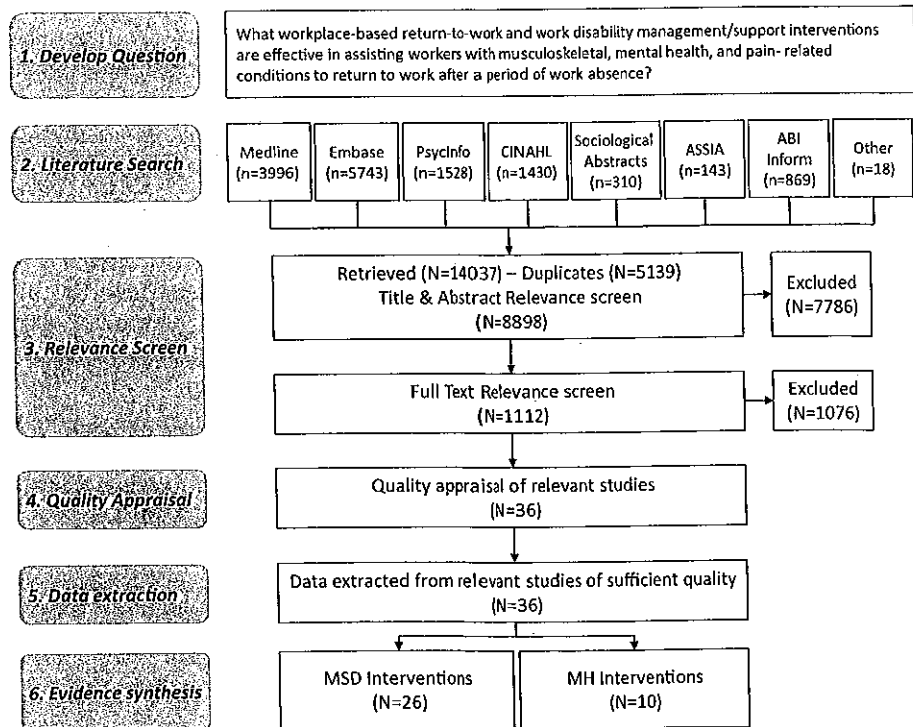 1. Develop Question
What workplace-based return-to-work and work disability management/support interventions
are effective in assisting workers with musculoskeletal, mental health, and pain- related
conditions to return to work after a period of work absence?
2. Literature Search
Medline
(n=3996)
Embase
(n=5743)
PsycInfo
(n=1528)
CINAHL
(n=1430)
Sociological
Abstracts
(n=310)
ASSIA
(n=143)
ABI
Inform
(n=869)
Other
(n=18)
3. Relevance Screen
Retrieved (N=14037) – Duplicates (N=5139)
Title & Abstract Relevance screen
(N=8898)
Excluded
(N=7786)
Full Text Relevance screen
(N=1112)
Excluded
(N=1076)
4. Quality Appraisal
Quality appraisal of relevant studies
(N=36)
5. Data extraction
Data extracted from relevant studies of sufficient quality
(N=36)
6. Evidence synthesis
MSD Interventions
(N=26)
MH Interventions
(N=10)